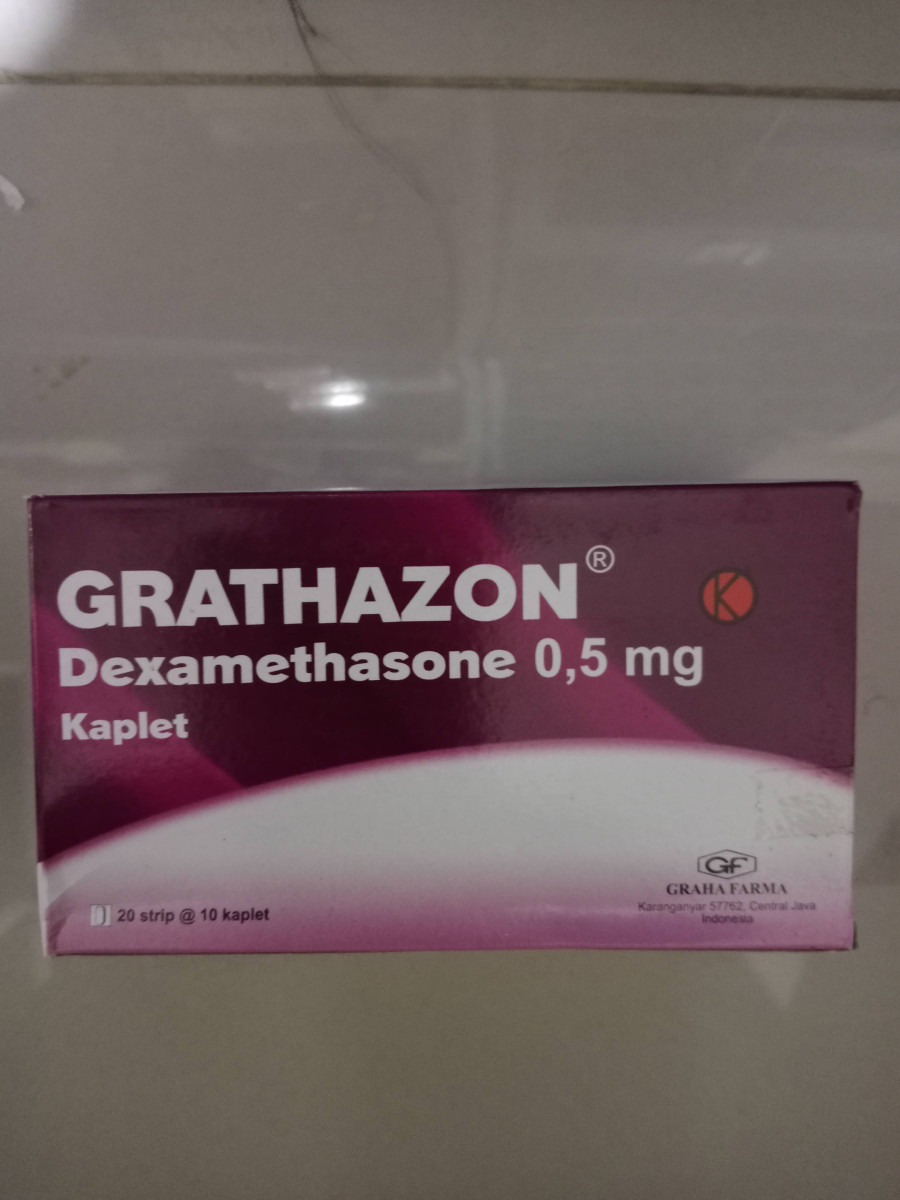 GRATHAZON®
K
Dexamethasone 0,5 mg
Kaplet
GF
GRAHA FARMA
Karanganyar 57762, Central Java
Indonesia
20 strip @ 10 kaplet